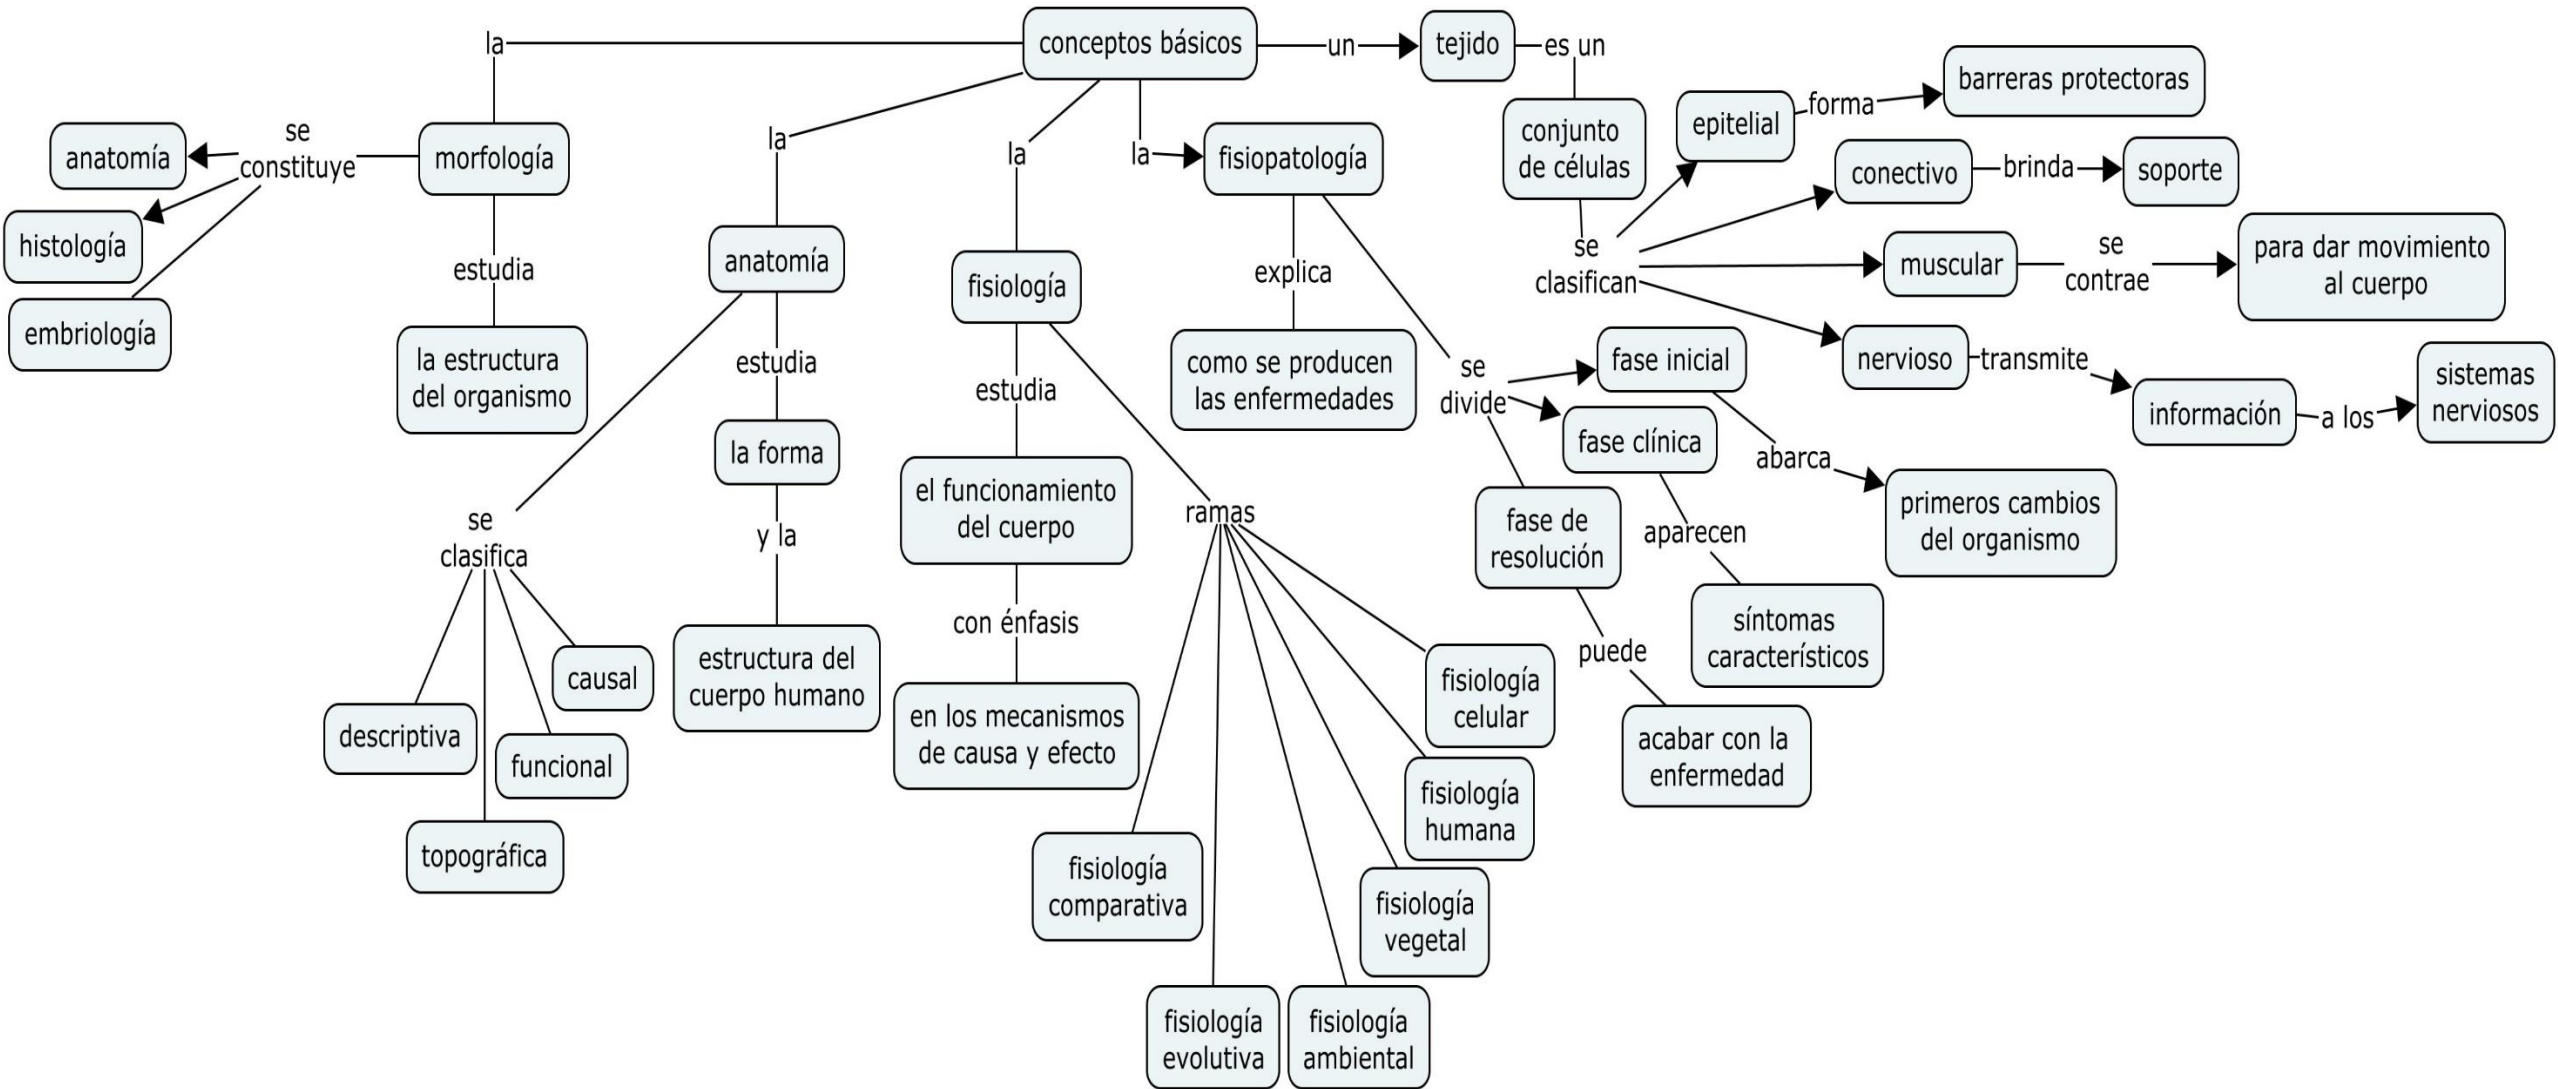 conceptos básicos
la
morfología
se
constituye
anatomía
histología
embriología
estudia
la estructura
del organismo
la
anatomía
estudia
la forma
y la
estructura del
cuerpo humano
se
clasifica
descriptiva
topográfica
funcional
causal
la
fisiología
estudia
el funcionamiento
del cuerpo
con énfasis
en los mecanismos
de causa y efecto
ramas
fisiología
comparativa
fisiología
evolutiva
fisiología
ambiental
fisiología
vegetal
fisiología
humana
fisiología
celular
la
fisiopatología
explica
como se producen
las enfermedades
se
divide
fase inicial
abarca
primeros cambios
del organismo
fase clínica
aparecen
síntomas
característicos
fase de
resolución
puede
acabar con la
enfermedad
un
tejido
es un
conjunto
de células
se
clasifican
epitelial
forma
barreras protectoras
conectivo
brinda
soporte
muscular
se
contrae
para dar movimiento
al cuerpo
nervioso
transmite
información
a los
sistemas
nerviosos